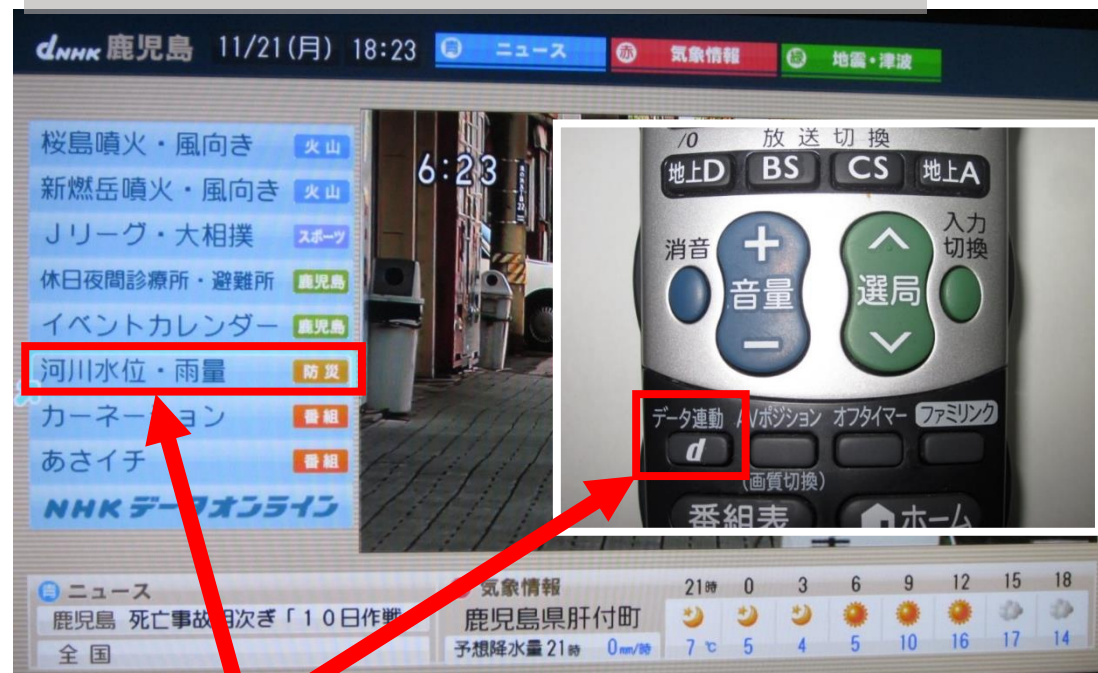 dNHK 鹿児島 11/21(月) 18:23 青 ニュース 赤 気象情報 緑 地震・津波
桜島噴火・風向き 火山
新燃岳噴火・風向き 火山
Jリーグ・大相撲 スポーツ
休日夜間診療所・避難所 鹿児島
イベントカレンダー 鹿児島
河川水位・雨量 防災
カーネーション 番組
あさイチ 番組
NHKデータオンライン
6:23
/0 放送切換
地上D BS CS 地上A
消音 + 音量 − 選局 入力切換
データ連動 AVポジション オフタイマー ファミリンク
d
(画質切換)
番組表 ホーム
青 ニュース
鹿児島 死亡事故相次ぎ「10日作戦
全国
気象情報 21時 0 3 6 9 12 15 18
鹿児島県肝付町
予想降水量21時 0mm/時 7℃ 5 4 5 10 16 17 14